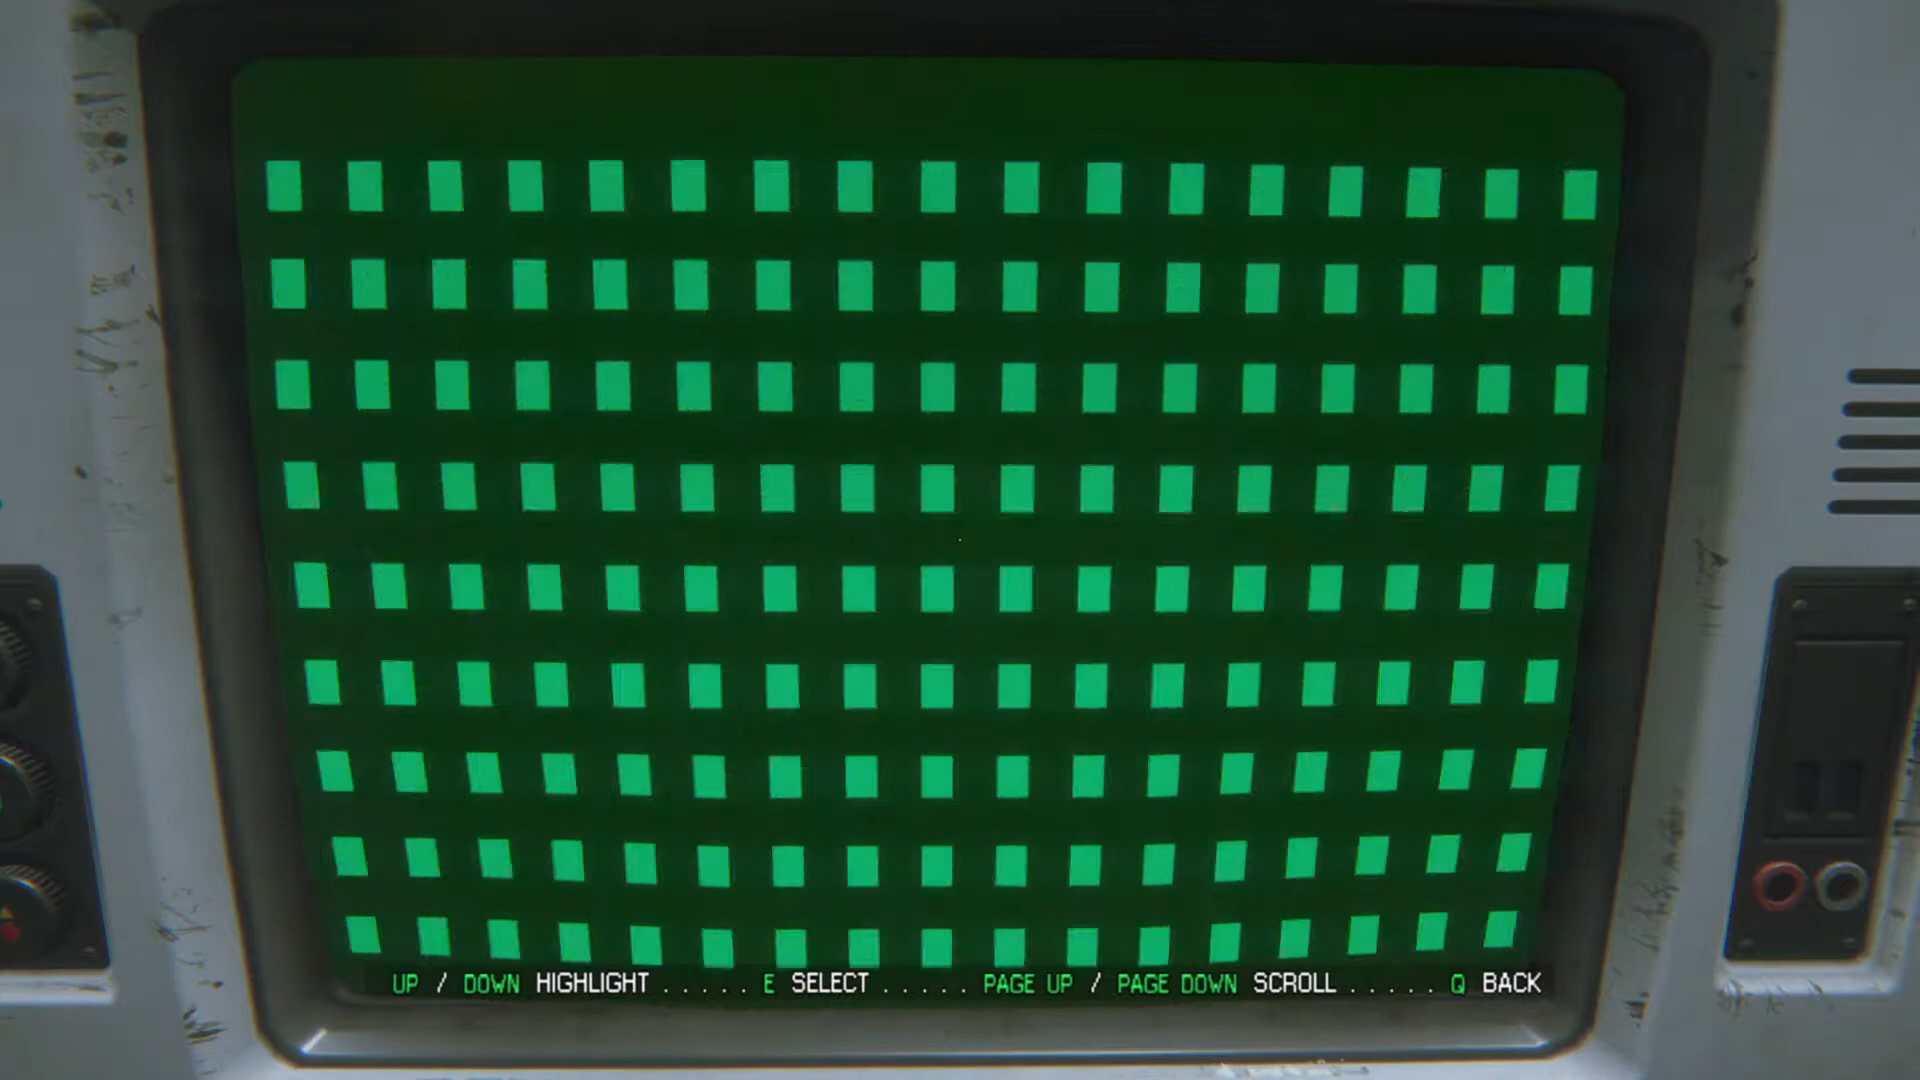 UP / DOWN HIGHLIGHT . . . . . E SELECT . . . . . PAGE UP / PAGE DOWN SCROLL . . . . . Q BACK